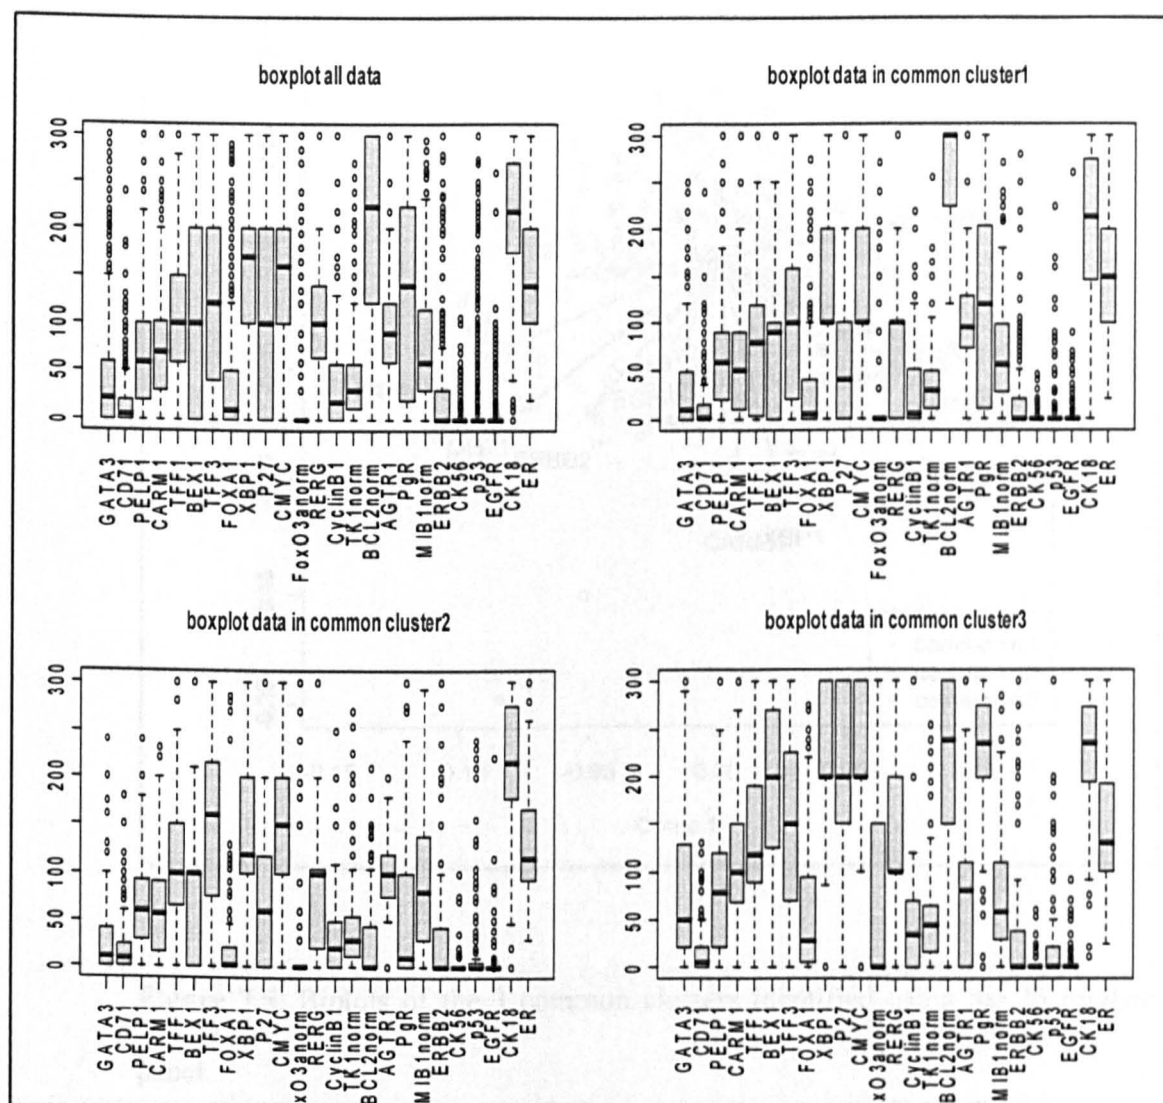 boxplot all data
300
200
100
50
0
GATA3
CD71
PELP1
CARM1
TFF1
BEX1
TFF3
FOXA1
XBP1
P27
CMYC
FoxO3anorm
RERG
CyclinB1
TK1norm
BCL2norm
AGTR1
PgR
MIB1norm
ERBB2
CK56
p53
EGFR
CK18
ER
boxplot data in common cluster1
300
200
100
50
0
GATA3
CD71
PELP1
CARM1
TFF1
BEX1
TFF3
FOXA1
XBP1
P27
CMYC
FoxO3anorm
RERG
CyclinB1
TK1norm
BCL2norm
AGTR1
PgR
MIB1norm
ERBB2
CK56
p53
EGFR
CK18
ER
boxplot data in common cluster2
300
200
100
50
0
GATA3
CD71
PELP1
CARM1
TFF1
BEX1
TFF3
FOXA1
XBP1
P27
CMYC
xO3anorm
RERG
CyclinB1
TK1norm
BCL2norm
AGTR1
PgR
MIB1norm
ERBB2
CK56
p53
EGFR
CK18
ER
boxplot data in common cluster3
300
200
100
50
0
GATA3
CD71
PELP1
CARM1
TFF1
BEX1
TFF3
FOXA1
XBP1
P27
CMYC
xO3anorm
RERG
CyclinB1
TK1norm
BCL2norm
AGTR1
PgR
MIB1norm
ERBB2
CK56
p53
EGFR
CK18
ER